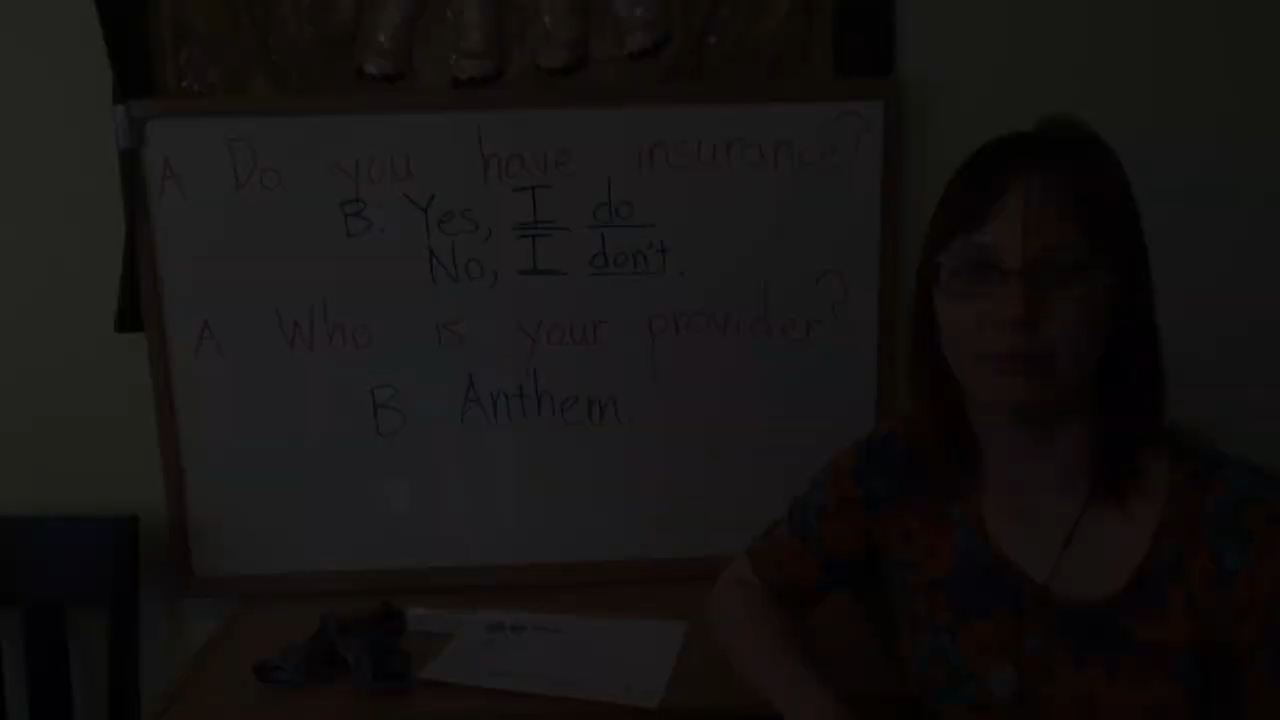 A Do you have insurance?
B. Yes, I do
No, I don't.
A Who is your provider?
B Anthem.